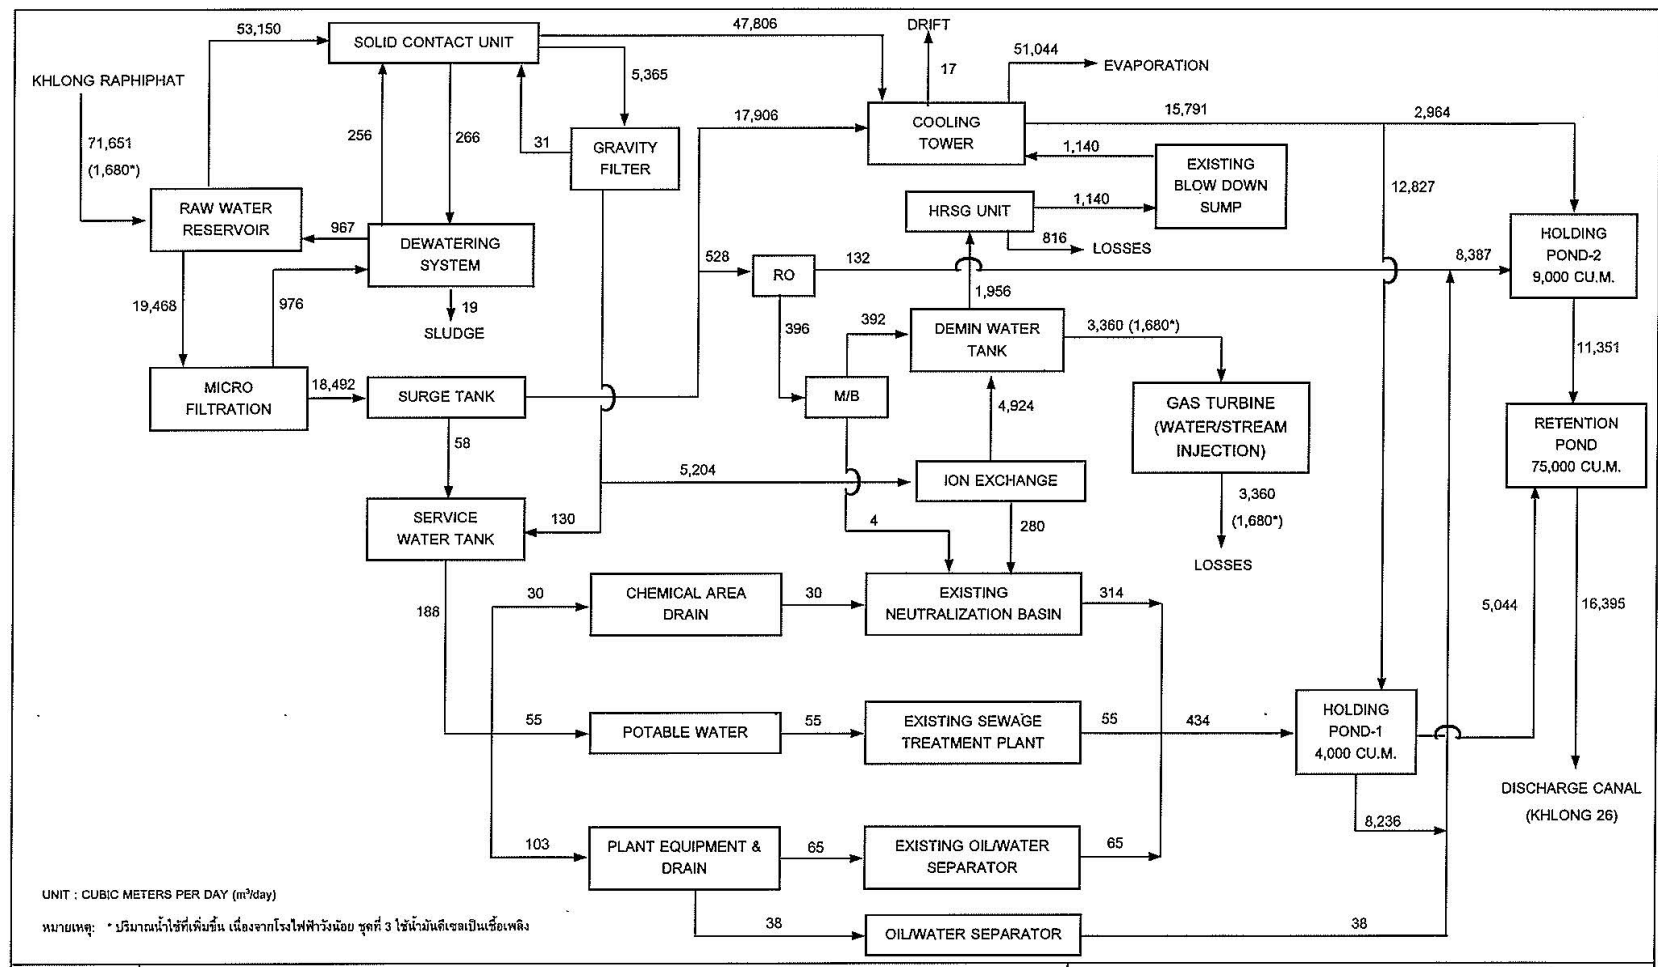 DRIFT
53,150
47,806
51,044
SOLID CONTACT UNIT
EVAPORATION
KHLONG RAPHIPHAT
5,365
17
71,651
(1,680*)
256
266
31
GRAVITY
FILTER
17,906
COOLING
TOWER
15,791
2,964
1,140
EXISTING
BLOW DOWN
SUMP
12,827
RAW WATER
RESERVOIR
967
DEWATERING
SYSTEM
HRSG UNIT
1,140
816
LOSSES
HOLDING
POND-2
9,000 CU.M.
528
RO
132
8,387
19,468
976
19
SLUDGE
1,956
396
392
DEMIN WATER
TANK
3,360 (1,680*)
11,351
MICRO
FILTRATION
18,492
SURGE TANK
M/B
4,924
GAS TURBINE
(WATER/STREAM
INJECTION)
RETENTION
POND
75,000 CU.M.
58
5,204
ION EXCHANGE
3,360
(1,680*)
LOSSES
SERVICE
WATER TANK
130
4
280
188
30
CHEMICAL AREA
DRAIN
30
EXISTING
NEUTRALIZATION BASIN
314
5,044
16,395
55
POTABLE WATER
55
EXISTING SEWAGE
TREATMENT PLANT
55
434
HOLDING
POND-1
4,000 CU.M.
DISCHARGE CANAL
(KHLONG 26)
8,236
103
PLANT EQUIPMENT &
DRAIN
65
EXISTING OIL/WATER
SEPARATOR
65
38
OIL/WATER SEPARATOR
38
UNIT : CUBIC METERS PER DAY (m³/day)
หมายเหตุ: * ปริมาณน้ำใช้ที่เพิ่มขึ้น เนื่องจากโรงไฟฟ้าวังน้อย ชุดที่ 3 ใช้น้ำมันดีเซลเป็นเชื้อเพลิง